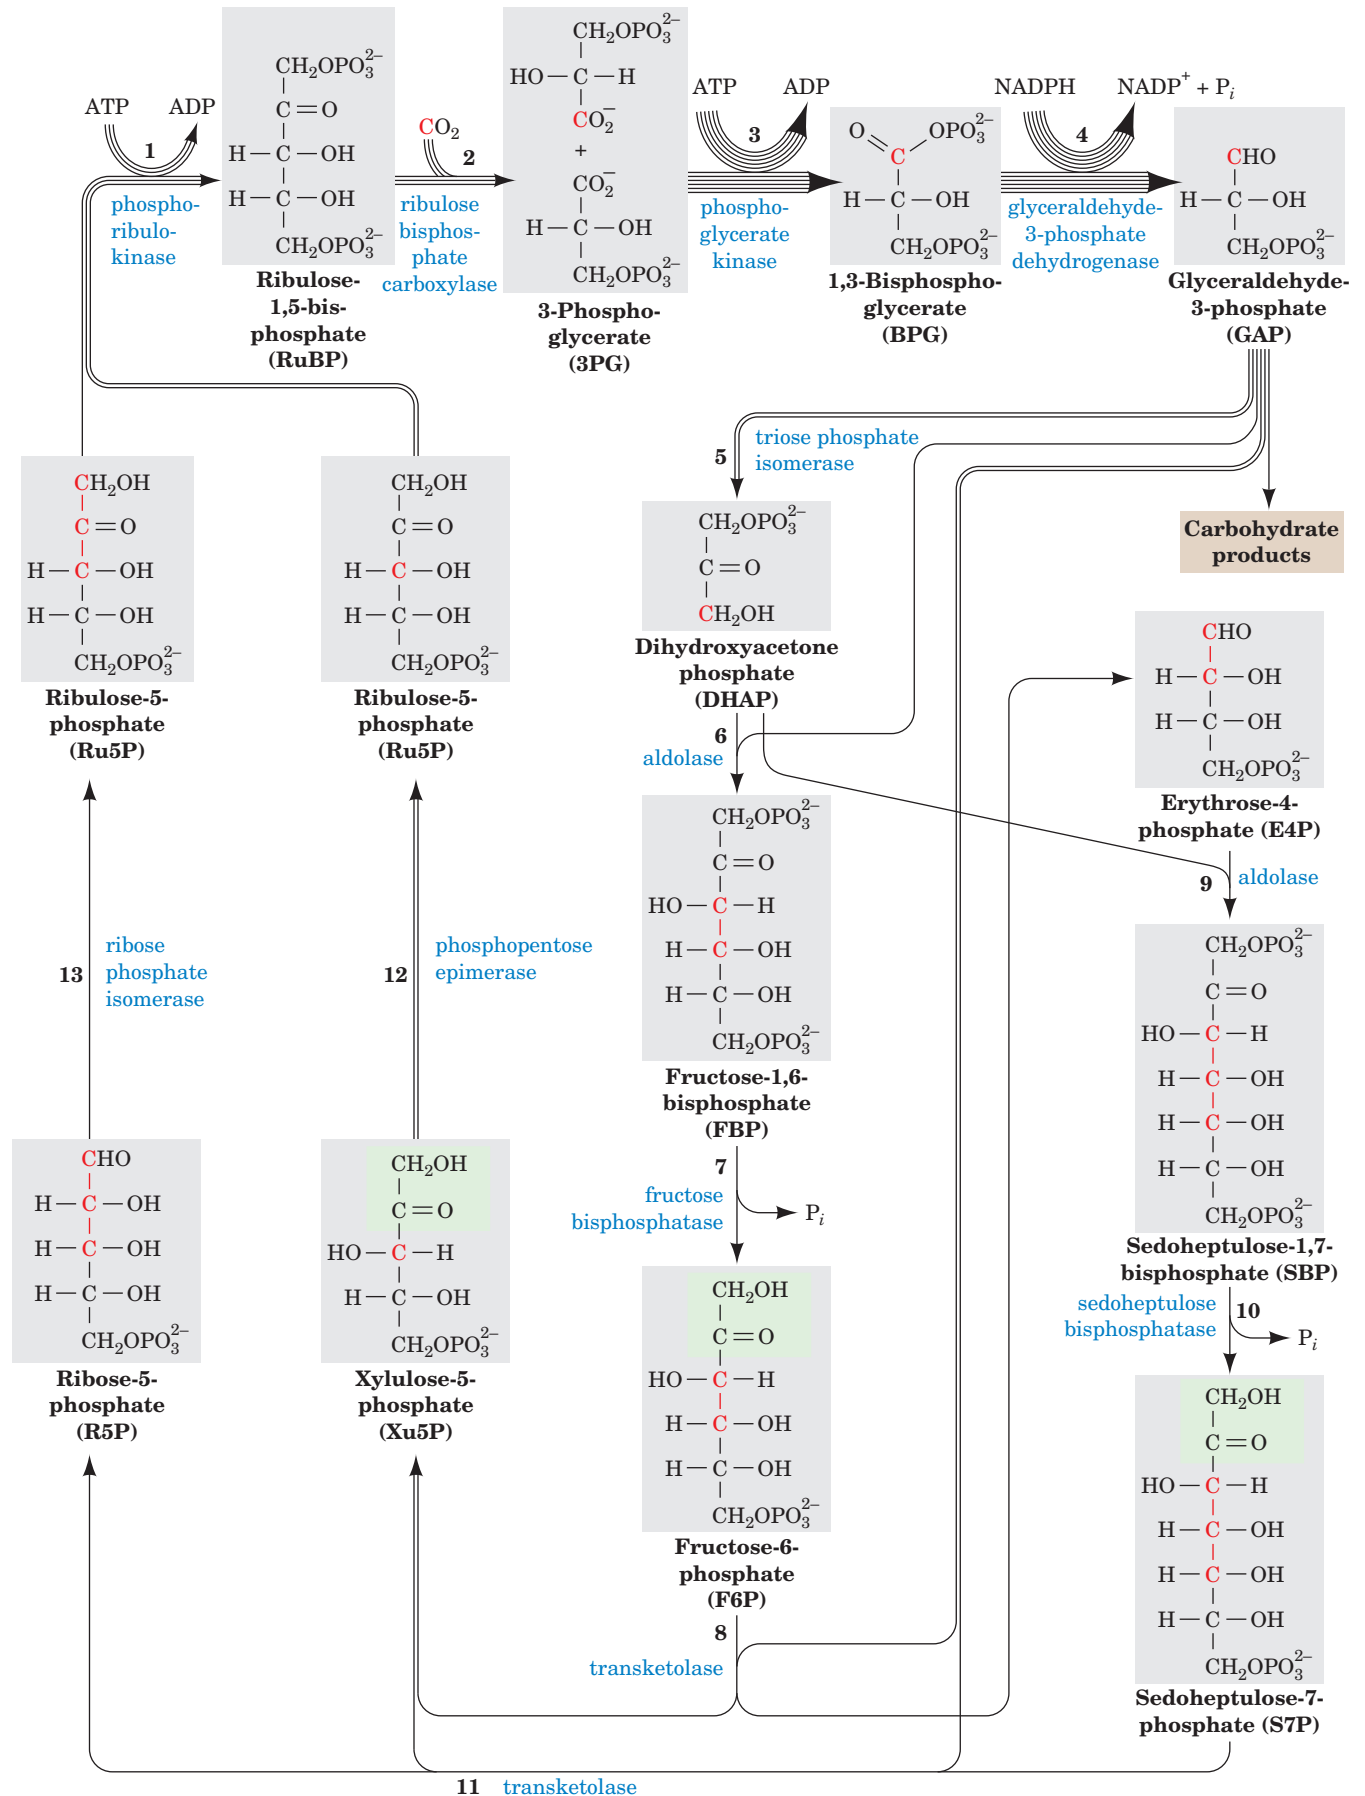 CH₂OPO₃²⁻
C=O
H—C—OH
H—C—OH
CH₂OPO₃²⁻
Ribulose-
1,5-bis-
phosphate
(RuBP)
ATP
ADP
1
phospho-
ribulo-
kinase
CO₂
2
ribulose
bisphos-
phate
carboxylase
CH₂OPO₃²⁻
HO—C—H
CO₂⁻
+
CO₂⁻
H—C—OH
CH₂OPO₃²⁻
3-Phospho-
glycerate
(3PG)
ATP
ADP
3
phospho-
glycerate
kinase
O
OPO₃²⁻
C
H—C—OH
CH₂OPO₃²⁻
1,3-Bisphospho-
glycerate
(BPG)
NADPH
NADP⁺ + Pᵢ
4
glyceraldehyde-
3-phosphate
dehydrogenase
CHO
H—C—OH
CH₂OPO₃²⁻
Glyceraldehyde-
3-phosphate
(GAP)
CH₂OH
C=O
H—C—OH
H—C—OH
CH₂OPO₃²⁻
Ribulose-5-
phosphate
(Ru5P)
CH₂OH
C=O
H—C—OH
H—C—OH
CH₂OPO₃²⁻
Ribulose-5-
phosphate
(Ru5P)
5
triose phosphate
isomerase
CH₂OPO₃²⁻
C=O
CH₂OH
Dihydroxyacetone
phosphate
(DHAP)
Carbohydrate
products
CHO
H—C—OH
H—C—OH
CH₂OPO₃²⁻
Erythrose-4-
phosphate (E4P)
6
aldolase
CH₂OPO₃²⁻
C=O
HO—C—H
H—C—OH
H—C—OH
CH₂OPO₃²⁻
Fructose-1,6-
bisphosphate
(FBP)
9
aldolase
CH₂OPO₃²⁻
C=O
HO—C—H
H—C—OH
H—C—OH
H—C—OH
CH₂OPO₃²⁻
Sedoheptulose-1,7-
bisphosphate (SBP)
13
ribose
phosphate
isomerase
12
phosphopentose
epimerase
CHO
H—C—OH
H—C—OH
H—C—OH
CH₂OPO₃²⁻
Ribose-5-
phosphate
(R5P)
CH₂OH
C=O
HO—C—H
H—C—OH
CH₂OPO₃²⁻
Xylulose-5-
phosphate
(Xu5P)
7
fructose
bisphosphatase
Pᵢ
CH₂OH
C=O
HO—C—H
H—C—OH
H—C—OH
CH₂OPO₃²⁻
Fructose-6-
phosphate
(F6P)
sedoheptulose
bisphosphatase
10
Pᵢ
CH₂OH
C=O
HO—C—H
H—C—OH
H—C—OH
H—C—OH
CH₂OPO₃²⁻
Sedoheptulose-7-
phosphate (S7P)
8
transketolase
11 transketolase